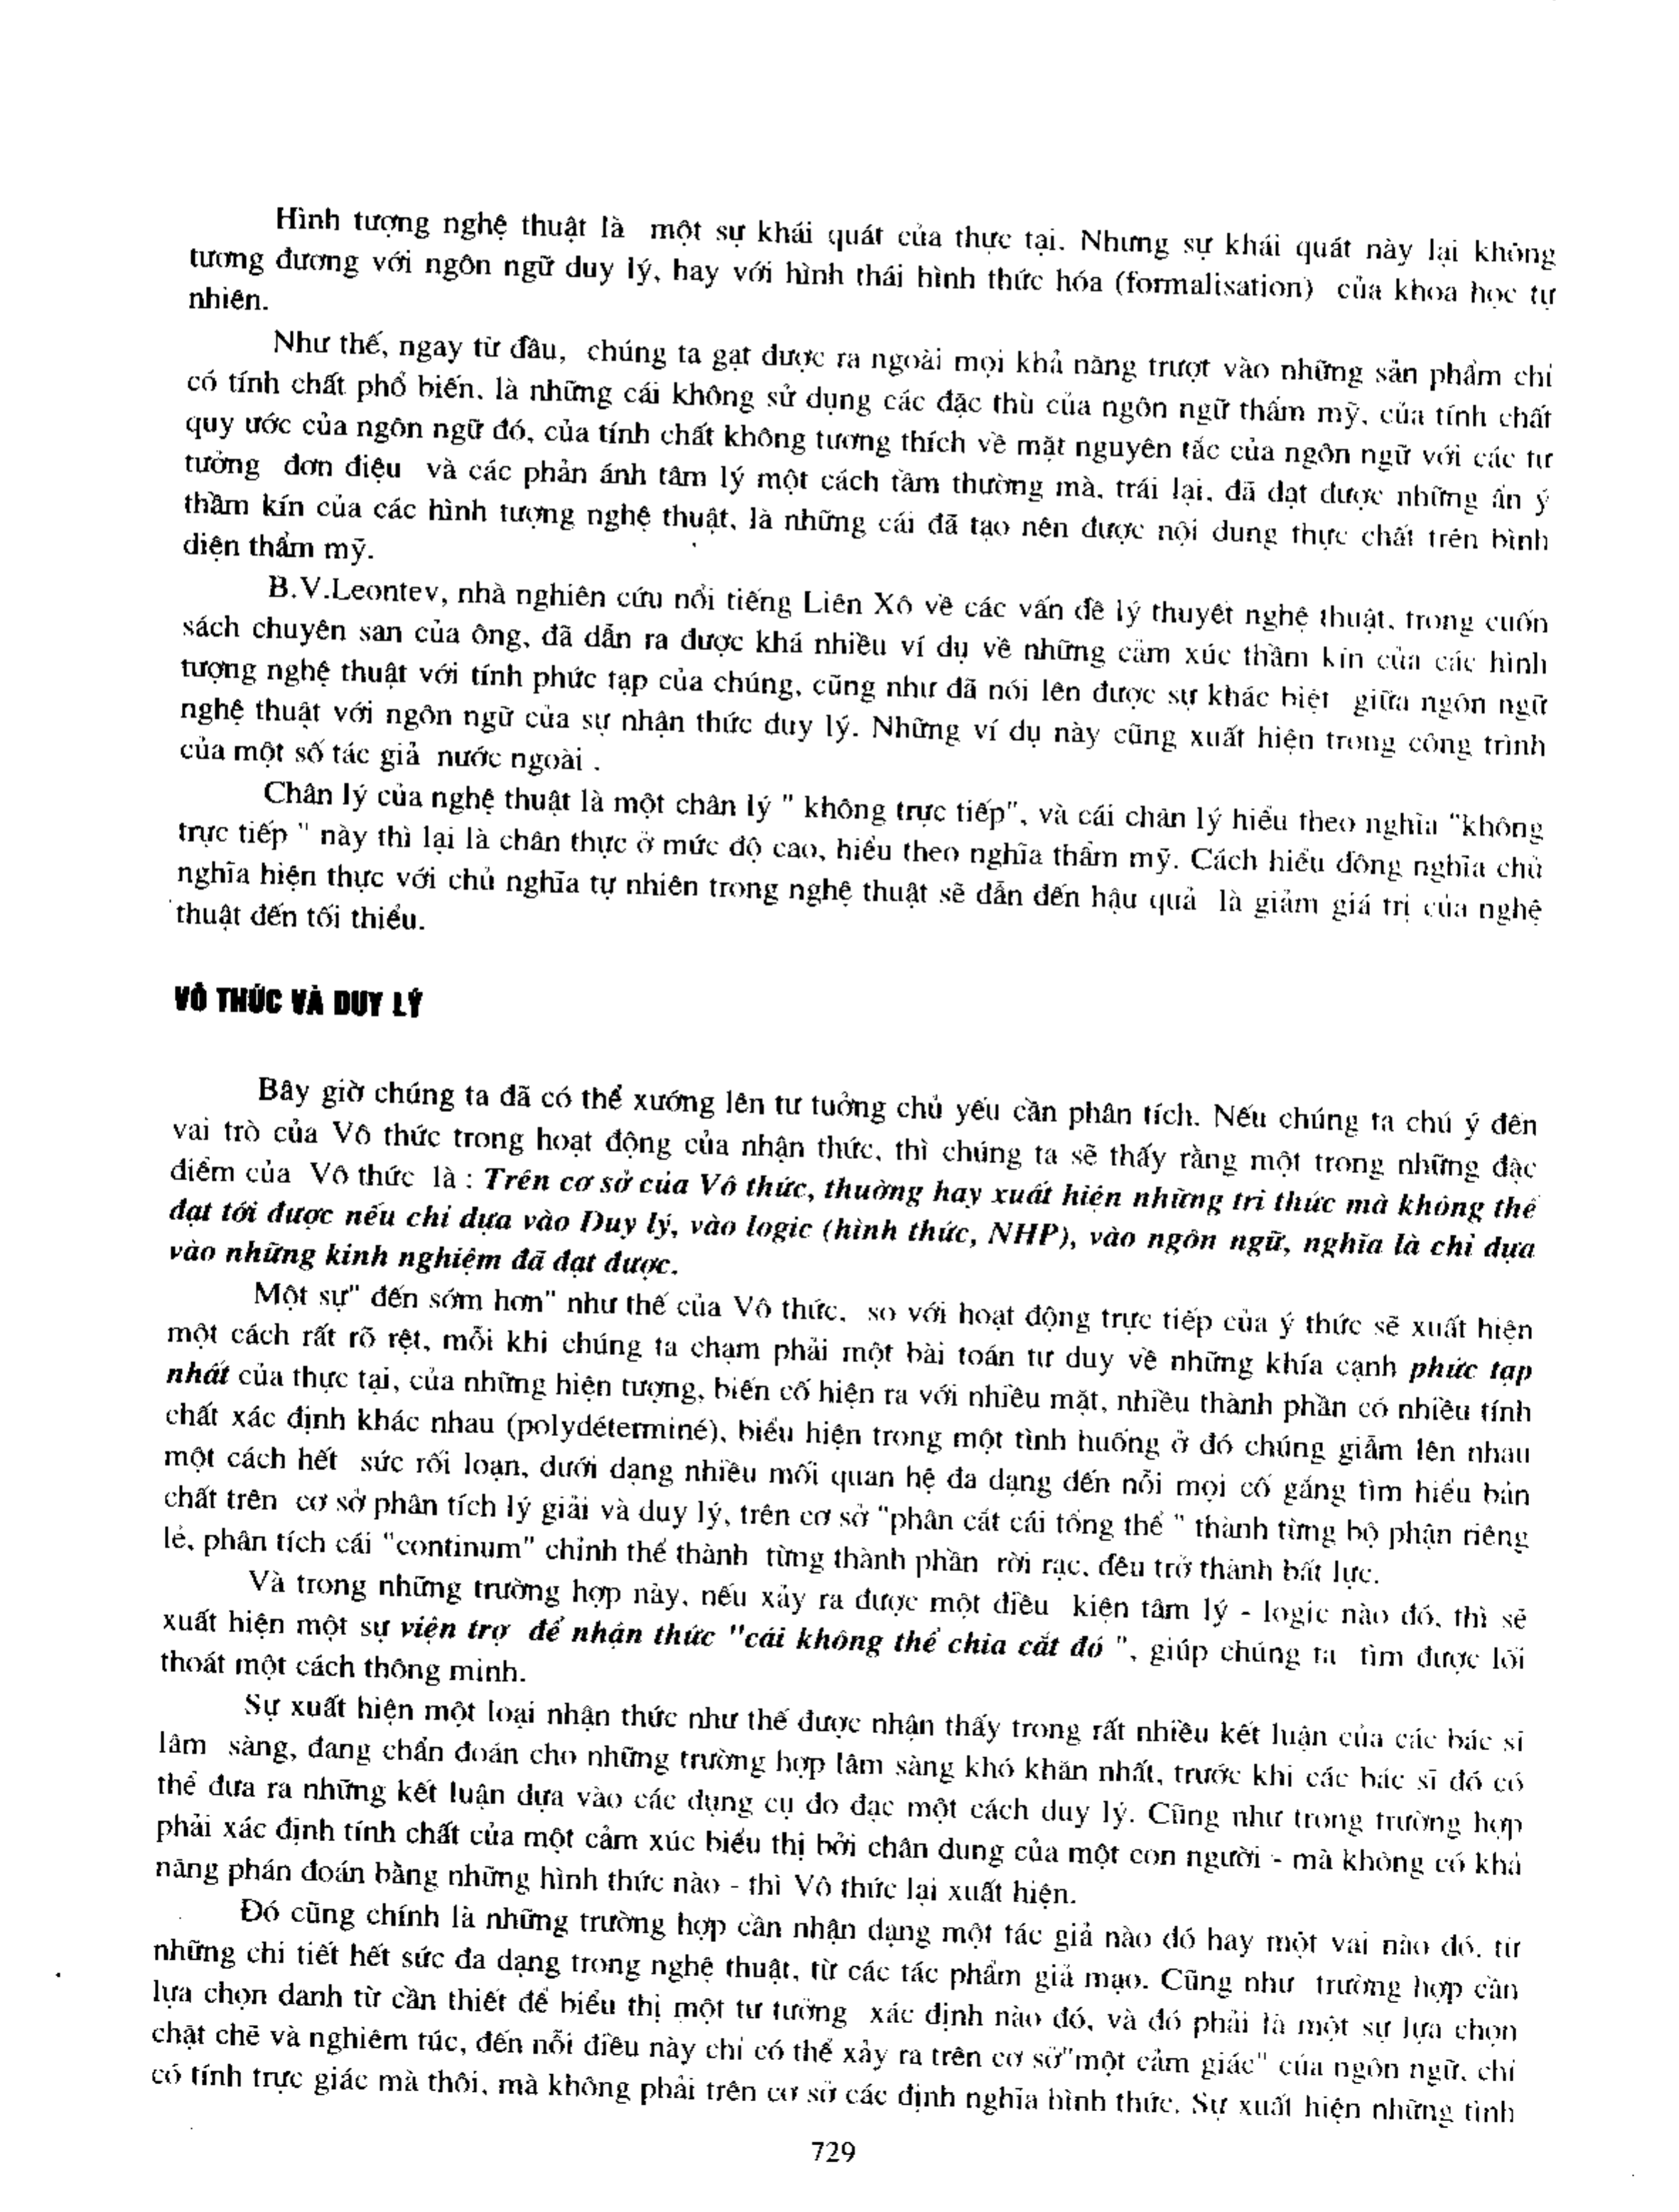 Hình tượng nghệ thuật là một sự khái quát của thực tại. Nhưng sự khái quát này lại không
tương đương với ngôn ngữ duy lý, hay với hình thái hình thức hóa (formalisation) của khoa học tự
nhiên.
Như thế, ngay từ đầu, chúng ta gạt được ra ngoài mọi khả năng trượt vào những sản phẩm chỉ
có tính chất phổ biến, là những cái không sử dụng các đặc thù của ngôn ngữ thẩm mỹ, của tính chất
quy ước của ngôn ngữ đó, của tính chất không tương thích về mặt nguyên tắc của ngôn ngữ với các tư
tưởng đơn điệu và các phản ánh tâm lý một cách tầm thường mà, trái lại, đã đạt được những ẩn ý
thầm kín của các hình tượng nghệ thuật, là những cái đã tạo nên được nội dung thực chất trên bình
diện thẩm mỹ.
B.V.Leontev, nhà nghiên cứu nổi tiếng Liên Xô về các vấn đề lý thuyết nghệ thuật, trong cuốn
sách chuyên san của ông, đã dẫn ra được khá nhiều ví dụ về những cảm xúc thầm kín của các hình
tượng nghệ thuật với tính phức tạp của chúng, cũng như đã nói lên được sự khác biệt giữa ngôn ngữ
nghệ thuật với ngôn ngữ của sự nhận thức duy lý. Những ví dụ này cũng xuất hiện trong công trình
của một số tác giả nước ngoài .
Chân lý của nghệ thuật là một chân lý " không trực tiếp", và cái chân lý hiểu theo nghĩa "không
trực tiếp " này thì lại là chân thực ở mức độ cao, hiểu theo nghĩa thẩm mỹ. Cách hiểu đồng nghĩa chủ
nghĩa hiện thực với chủ nghĩa tự nhiên trong nghệ thuật sẽ dẫn đến hậu quả là giảm giá trị của nghệ
thuật đến tối thiểu.
VÔ THỨC VÀ DUY LÝ
Bây giờ chúng ta đã có thể xướng lên tư tuởng chủ yếu cần phân tích. Nếu chúng ta chú ý đến
vai trò của Vô thức trong hoạt động của nhận thức, thì chúng ta sẽ thấy rằng một trong những đặc
điểm của Vô thức là : Trên cơ sở của Vô thức, thuờng hay xuất hiện những tri thức mà không thể
đạt tới được nếu chỉ dựa vào Duy lý, vào logic (hình thức, NHP), vào ngôn ngữ, nghĩa là chỉ dựa
vào những kinh nghiệm đã đạt được.
Một sự" đến sớm hơn" như thế của Vô thức, so với hoạt động trực tiếp của ý thức sẽ xuất hiện
một cách rất rõ rệt, mỗi khi chúng ta chạm phải một bài toán tư duy về những khía cạnh phức tạp
nhất của thực tại, của những hiện tượng, biến cố hiện ra với nhiều mặt, nhiều thành phần có nhiều tính
chất xác định khác nhau (polydéterminé), biểu hiện trong một tình huống ở đó chúng giẫm lên nhau
một cách hết sức rối loạn, dưới dạng nhiều mối quan hệ đa dạng đến nỗi mọi cố gắng tìm hiểu bản
chất trên cơ sở phân tích lý giải và duy lý, trên cơ sở "phân cắt cái tổng thể " thành từng bộ phận riêng
lẻ, phân tích cái "continum" chỉnh thể thành từng thành phần rời rạc, đều trở thành bất lực.
Và trong những trường hợp này, nếu xảy ra được một điều kiện tâm lý - logic nào đó, thì sẽ
xuất hiện một sự viện trợ để nhận thức "cái không thể chia cắt đó ", giúp chúng ta tìm được lối
thoát một cách thông minh.
Sự xuất hiện một loại nhận thức như thế được nhận thấy trong rất nhiều kết luận của các bác sĩ
lâm sàng, đang chẩn đoán cho những trường hợp lâm sàng khó khăn nhất, trước khi các bác sĩ đó có
thể đưa ra những kết luận dựa vào các dụng cụ đo đạc một cách duy lý. Cũng như trong trường hợp
phải xác định tính chất của một cảm xúc biểu thị bởi chân dung của một con người - mà không có khả
năng phán đoán bằng những hình thức nào - thì Vô thức lại xuất hiện.
Đó cũng chính là những trường hợp cần nhận dạng một tác giả nào đó hay một vai nào đó, từ
những chi tiết hết sức đa dạng trong nghệ thuật, từ các tác phẩm giả mạo. Cũng như trường hợp cần
lựa chọn danh từ cần thiết để biểu thị một tư tưởng xác định nào đó, và đó phải là một sự lựa chọn
chặt chẽ và nghiêm túc, đến nỗi điều này chỉ có thể xảy ra trên cơ sở"một cảm giác" của ngôn ngữ, chỉ
có tính trực giác mà thôi, mà không phải trên cơ sở các định nghĩa hình thức. Sự xuất hiện những tình
729